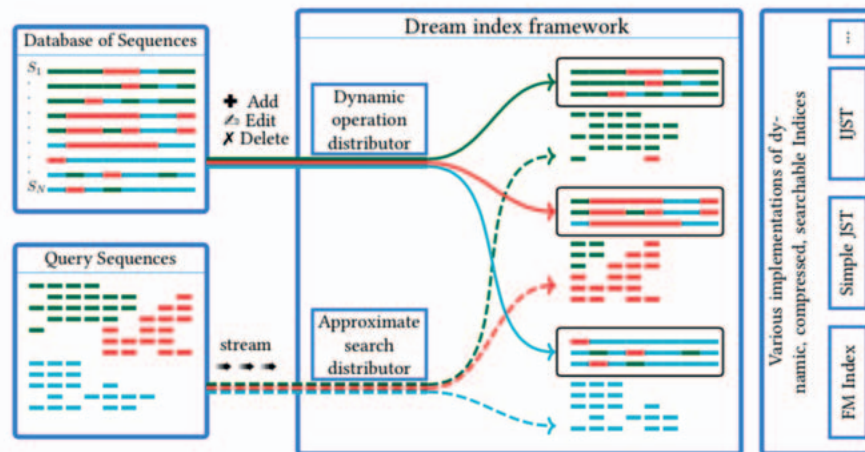 Database of Sequences
S1
SN
✚ Add
✍ Edit
✗ Delete
Query Sequences
stream
Dream index framework
Dynamic
operation
distributor
Approximate
search
distributor
Various implementations of dy-
namic, compressed, searchable Indices
...
IJST
Simple JST
FM Index